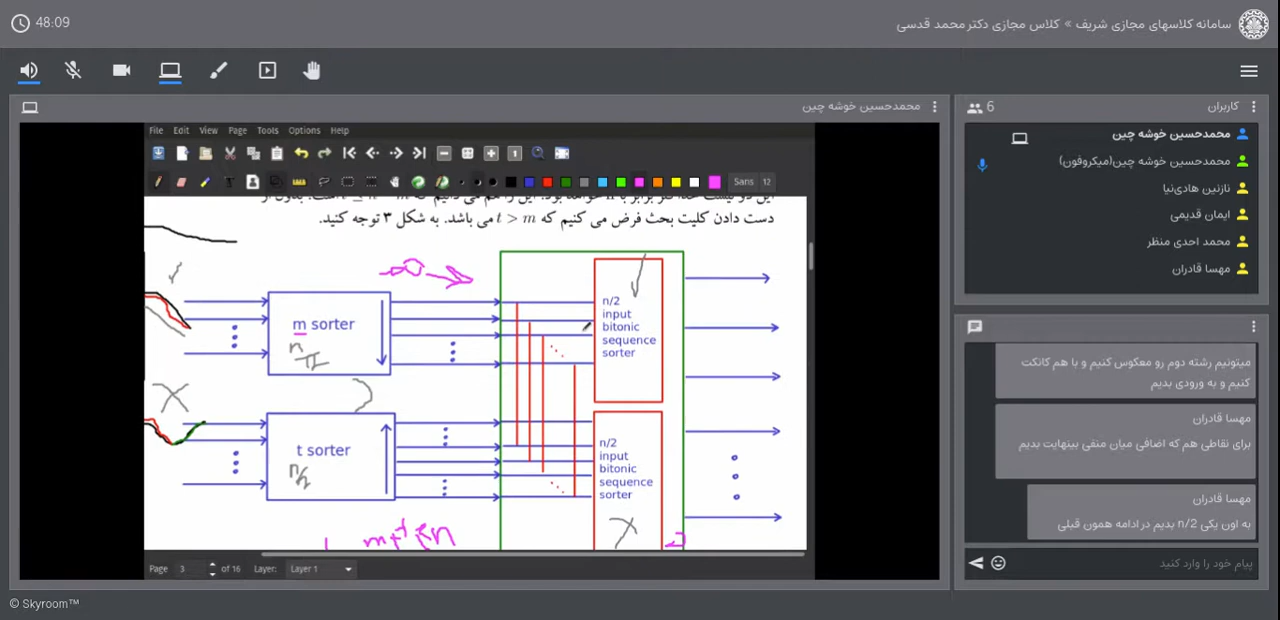 48:09
سامانه کلاسهای مجازی شریف » کلاس مجازی دکتر محمد قدسی
محمدحسین خوشه چین
File Edit View Page Tools Options Help
Sans 12
دست دادن کلیت بحث فرض می کنیم که t > m می باشد. به شکل ۳ توجه کنید.
m sorter
n/2
input
bitonic
sequence
sorter
t sorter
n/2
n/2
input
bitonic
sequence
sorter
Page 3 of 16 Layer: Layer 1
کاربران
6
محمدحسین خوشه چین
محمدحسین خوشه چین(میکروفون)
نازنین هادی‌نیا
ایمان قدیمی
محمد احدی منظر
مهسا قادران
میتونیم رشته دوم رو معکوس کنیم و با هم کانکت
کنیم و به ورودی بدیم
مهسا قادران
برای نقاطی هم که اضافی میان منفی بینهایت بدیم
مهسا قادران
به اون یکی n/2 بدیم در ادامه همون قبلی
پیام خود را وارد کنید
© Skyroom™